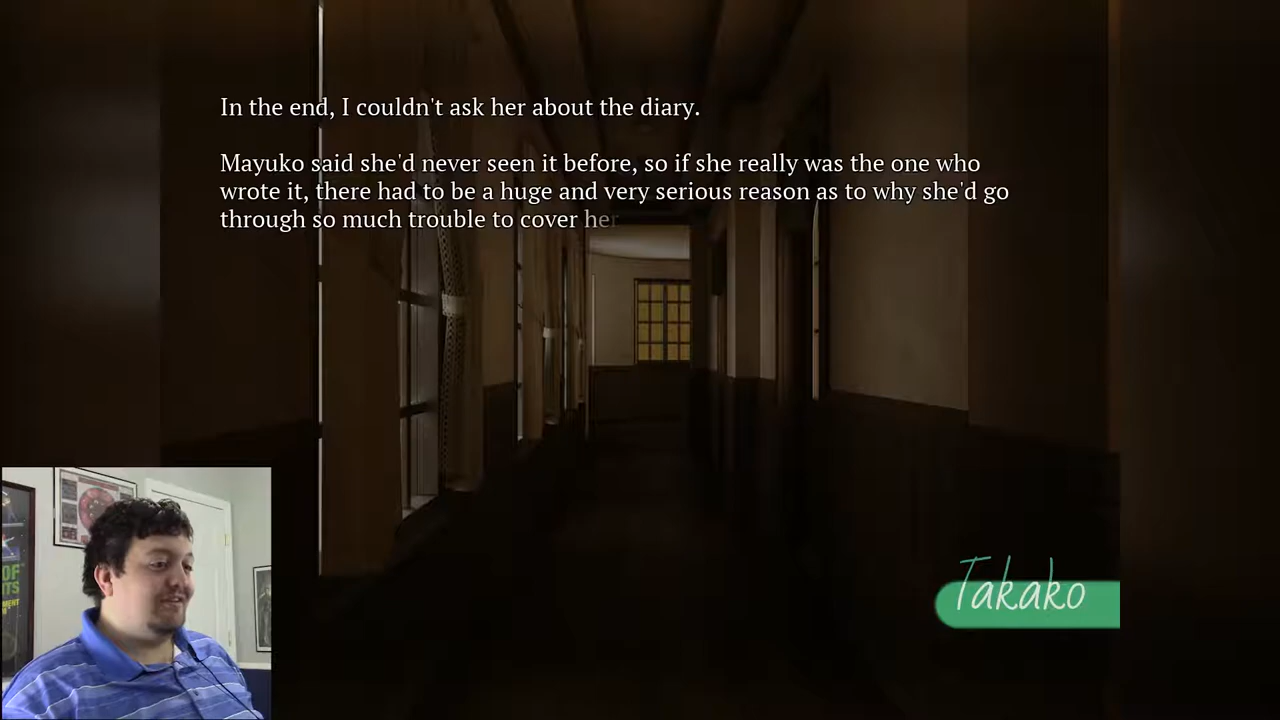 In the end, I couldn't ask her about the diary.
Mayuko said she'd never seen it before, so if she really was the one who
wrote it, there had to be a huge and very serious reason as to why she'd go
through so much trouble to cover her
Takako